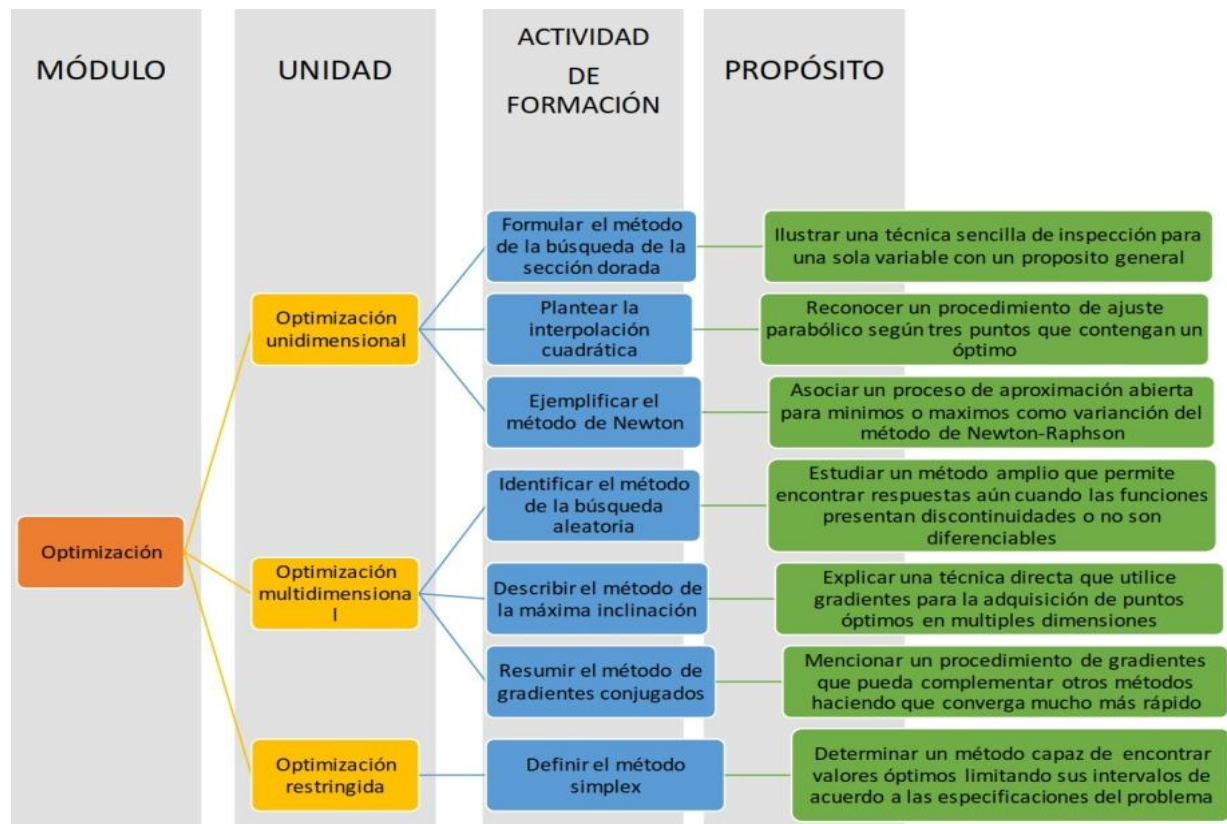 MÓDULO
UNIDAD
ACTIVIDAD
DE
FORMACIÓN
PROPÓSITO
Optimización
Optimización
unidimensional
Formular el método
de la búsqueda de la
sección dorada
Ilustrar una técnica sencilla de inspección para
una sola variable con un proposito general
Plantear la
interpolación
cuadrática
Reconocer un procedimiento de ajuste
parabólico según tres puntos que contengan un
óptimo
Ejemplificar el
método de Newton
Asociar un proceso de aproximación abierta
para minimos o maximos como varianción del
método de Newton-Raphson
Optimización
multidimensiona
l
Identificar el método
de la búsqueda
aleatoria
Estudiar un método amplio que permite
encontrar respuestas aún cuando las funciones
presentan discontinuidades o no son
diferenciables
Describir el método de
la máxima inclinación
Explicar una técnica directa que utilice
gradientes para la adquisición de puntos
óptimos en multiples dimensiones
Resumir el método de
gradientes conjugados
Mencionar un procedimiento de gradientes
que pueda complementar otros métodos
haciendo que converga mucho más rápido
Optimización
restringida
Definir el método
simplex
Determinar un método capaz de encontrar
valores óptimos limitando sus intervalos de
acuerdo a las especificaciones del problema